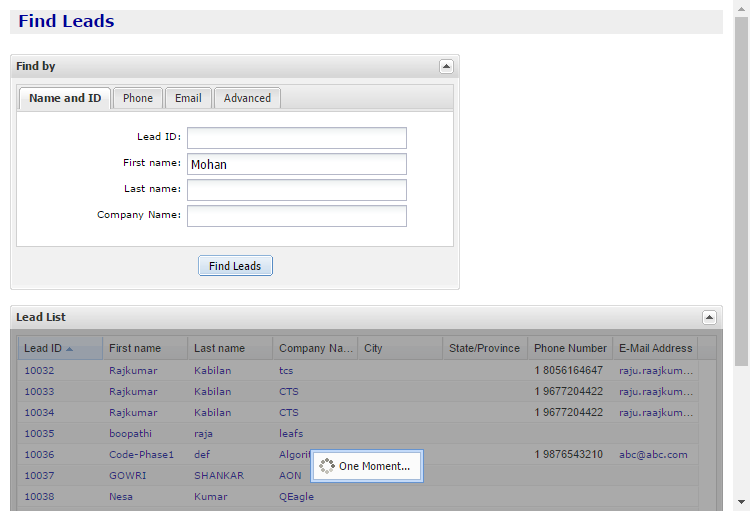 Find Leads
Find by
Name and ID Phone Email Advanced
Lead ID:
First name: Mohan
Last name:
Company Name:
Find Leads
Lead List
Lead ID First name Last name Company Na... City State/Province Phone Number E-Mail Address
10032 Rajkumar Kabilan tcs 1 8056164647 raju.raajkum...
10033 Rajkumar Kabilan CTS 1 9677204422 raju.rajkum...
10034 Rajkumar Kabilan CTS 1 9677204422 raju.rajkum...
10035 boopathi raja leafs
10036 Code-Phase1 def Algorit 1 9876543210 abc@abc.com
One Moment...
10037 GOWRI SHANKAR AON
10038 Nesa Kumar QEagle